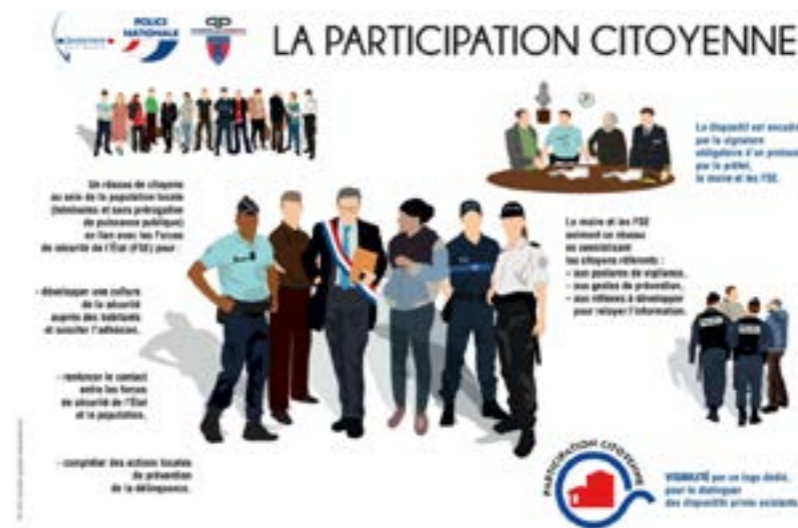 POLICE
NATIONALE
LA PARTICIPATION CITOYENNE
Le dispositif est encadré
par la signature
obligatoire d'un
par le préfet,
le maire et les FSE.
Un réseau de citoyens
au sein de la population locale
(bénévoles et sans prérogative
de puissance publique)
en lien avec les Forces
de sécurité de l'État (FSE) pour :
- développer une culture
de la sécurité
auprès des habitants
et susciter l'adhésion.
- renforcer le contact
entre les forces
de sécurité de l'État
et la population.
- compléter des actions locales
de prévention
de la délinquance.
Le maire et les FSE
animent un réseau
en sensibilisant
les citoyens référents :
- aux postures de vigilance.
- aux gestes de prévention.
- aux réflexes à développer
pour relayer l'information.
PARTICIPATION CITOYENNE
VISIBILITÉ par un logo dédié,
pour le distinguer
des dispositifs privés existants.